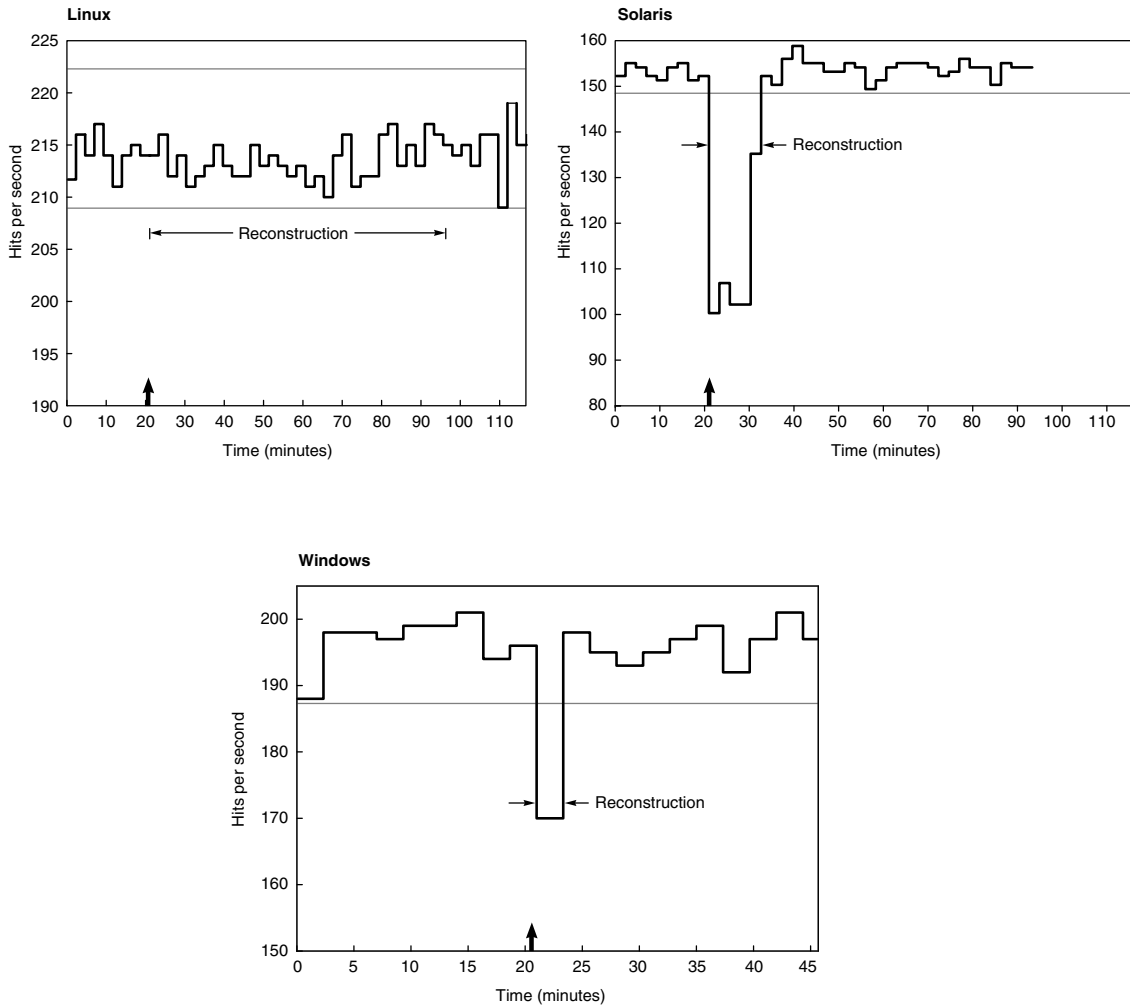 Linux
Hits per second
225
220
215
210
205
200
195
190
Reconstruction
0 10 20 30 40 50 60 70 80 90 100 110
Time (minutes)
Solaris
Hits per second
160
150
140
130
120
110
100
90
80
Reconstruction
0 10 20 30 40 50 60 70 80 90 100 110
Time (minutes)
Windows
Hits per second
200
190
180
170
160
150
Reconstruction
0 5 10 15 20 25 30 35 40 45
Time (minutes)